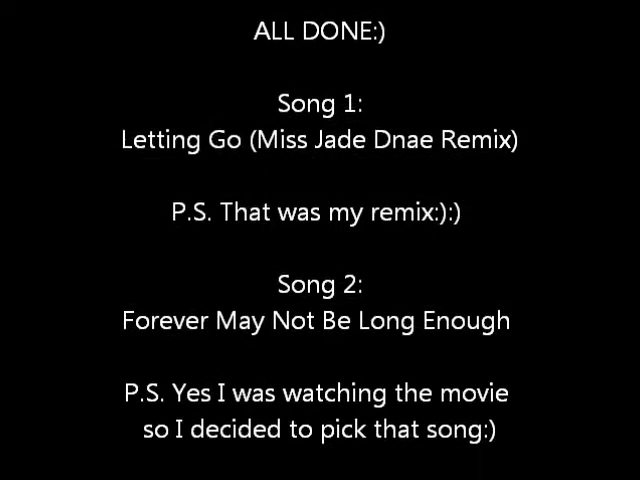 ALL DONE:)
Song 1:
Letting Go (Miss Jade Dnae Remix)
P.S. That was my remix:):)
Song 2:
Forever May Not Be Long Enough
P.S. Yes I was watching the movie
so I decided to pick that song:)